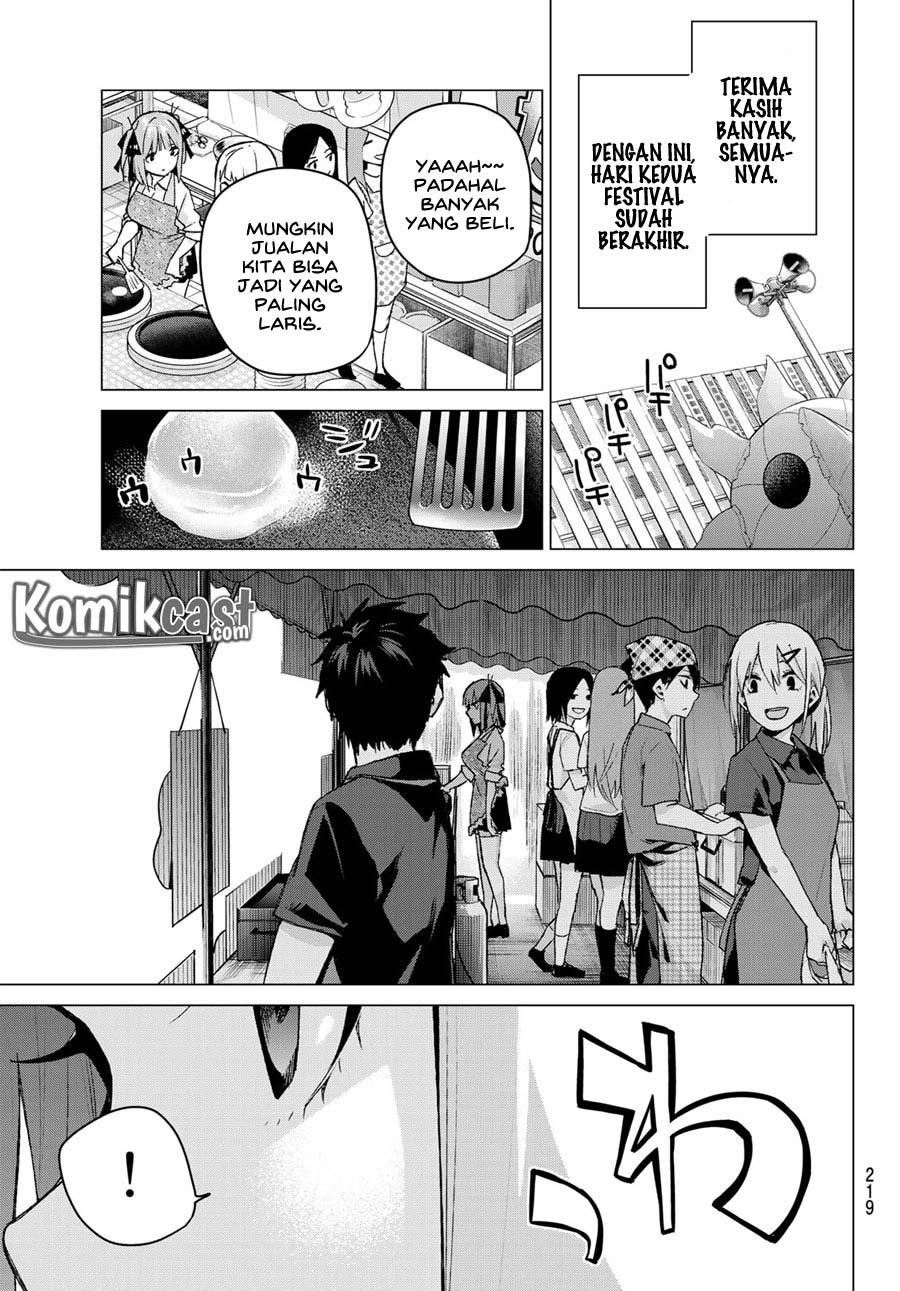 TERIMA
KASIH
BANYAK,
SEMUA-
NYA.
DENGAN INI,
HARI KEDUA
FESTIVAL
SUDAH
BERAKHIR.
パチ
パチ
パチ
YAAAH~~
PADAHAL
BANYAK
YANG BELI.
MUNGKIN
JUALAN
KITA BISA
JADI YANG
PALING
LARIS.
ジュ
ウ
ウ
Komikcast
.com
わっ
!
219